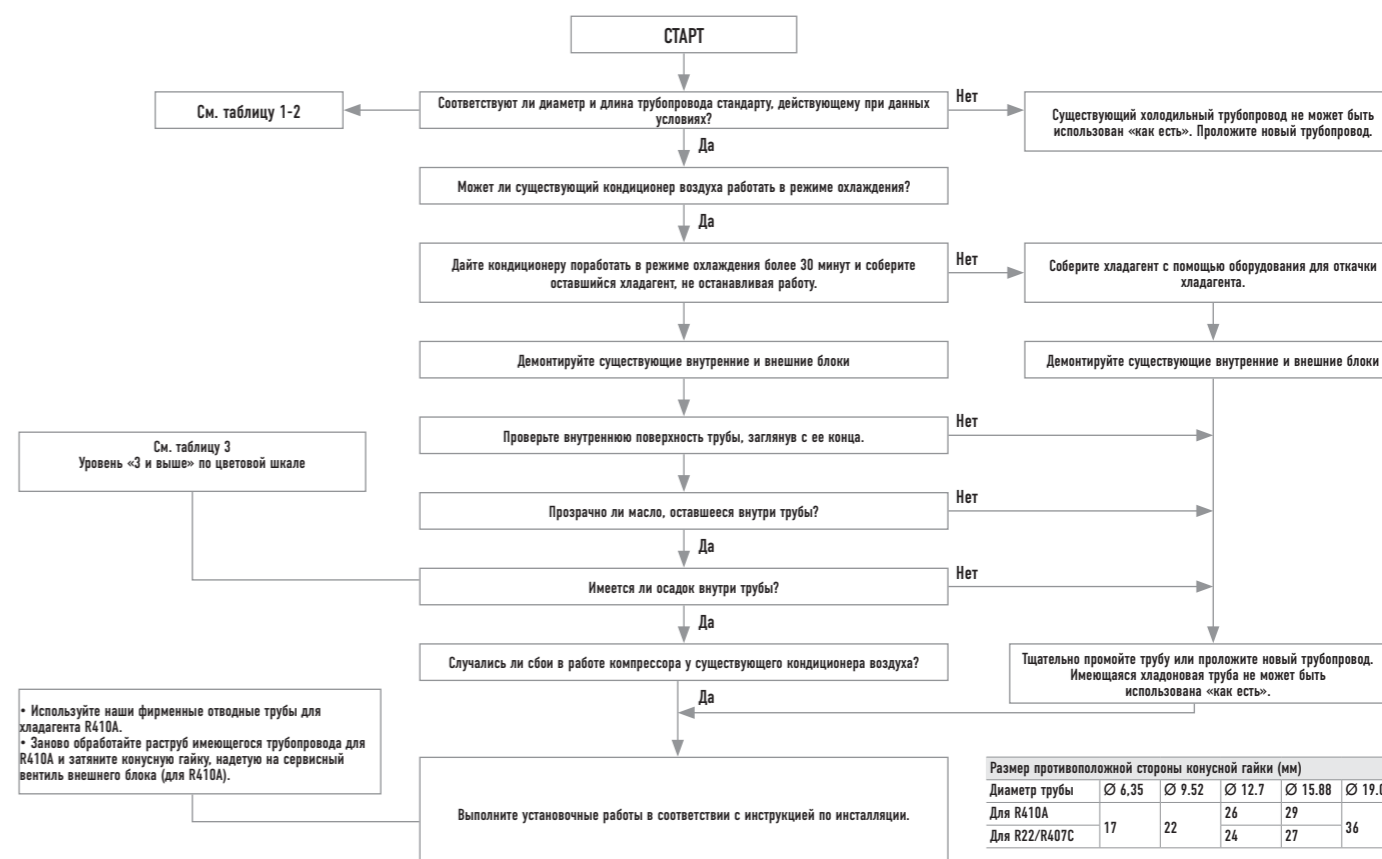 СТАРТ
См. таблицу 1-2
Соответствуют ли диаметр и длина трубопровода стандарту, действующему при данных
условиях?
Нет
Существующий холодильный трубопровод не может быть
использован «как есть». Проложите новый трубопровод.
Да
Может ли существующий кондиционер воздуха работать в режиме охлаждения?
Да
Дайте кондиционеру поработать в режиме охлаждения более 30 минут и соберите
оставшийся хладагент, не останавливая работу.
Нет
Соберите хладагент с помощью оборудования для откачки
хладагента.
Демонтируйте существующие внутренние и внешние блоки
Демонтируйте существующие внутренние и внешние блоки
Проверьте внутреннюю поверхность трубы, заглянув с ее конца.
Нет
См. таблицу 3
Уровень «3 и выше» по цветовой шкале
Прозрачно ли масло, оставшееся внутри трубы?
Нет
Да
Имеется ли осадок внутри трубы?
Нет
Да
Случались ли сбои в работе компрессора у существующего кондиционера воздуха?
Тщательно промойте трубу или проложите новый трубопровод.
Имеющаяся хладоновая труба не может быть
использована «как есть».
Да
• Используйте наши фирменные отводные трубы для
хладагента R410A.
• Заново обработайте раструб имеющегося трубопровода для
R410A и затяните конусную гайку, надетую на сервисный
вентиль внешнего блока (для R410A).
Выполните установочные работы в соответствии с инструкцией по инсталляции.
Размер противоположной стороны конусной гайки (мм)
Диаметр трубы Ø 6,35 Ø 9.52 Ø 12.7 Ø 15.88 Ø 19.0
Для R410A 17 22 26 29 36
Для R22/R407C 24 27